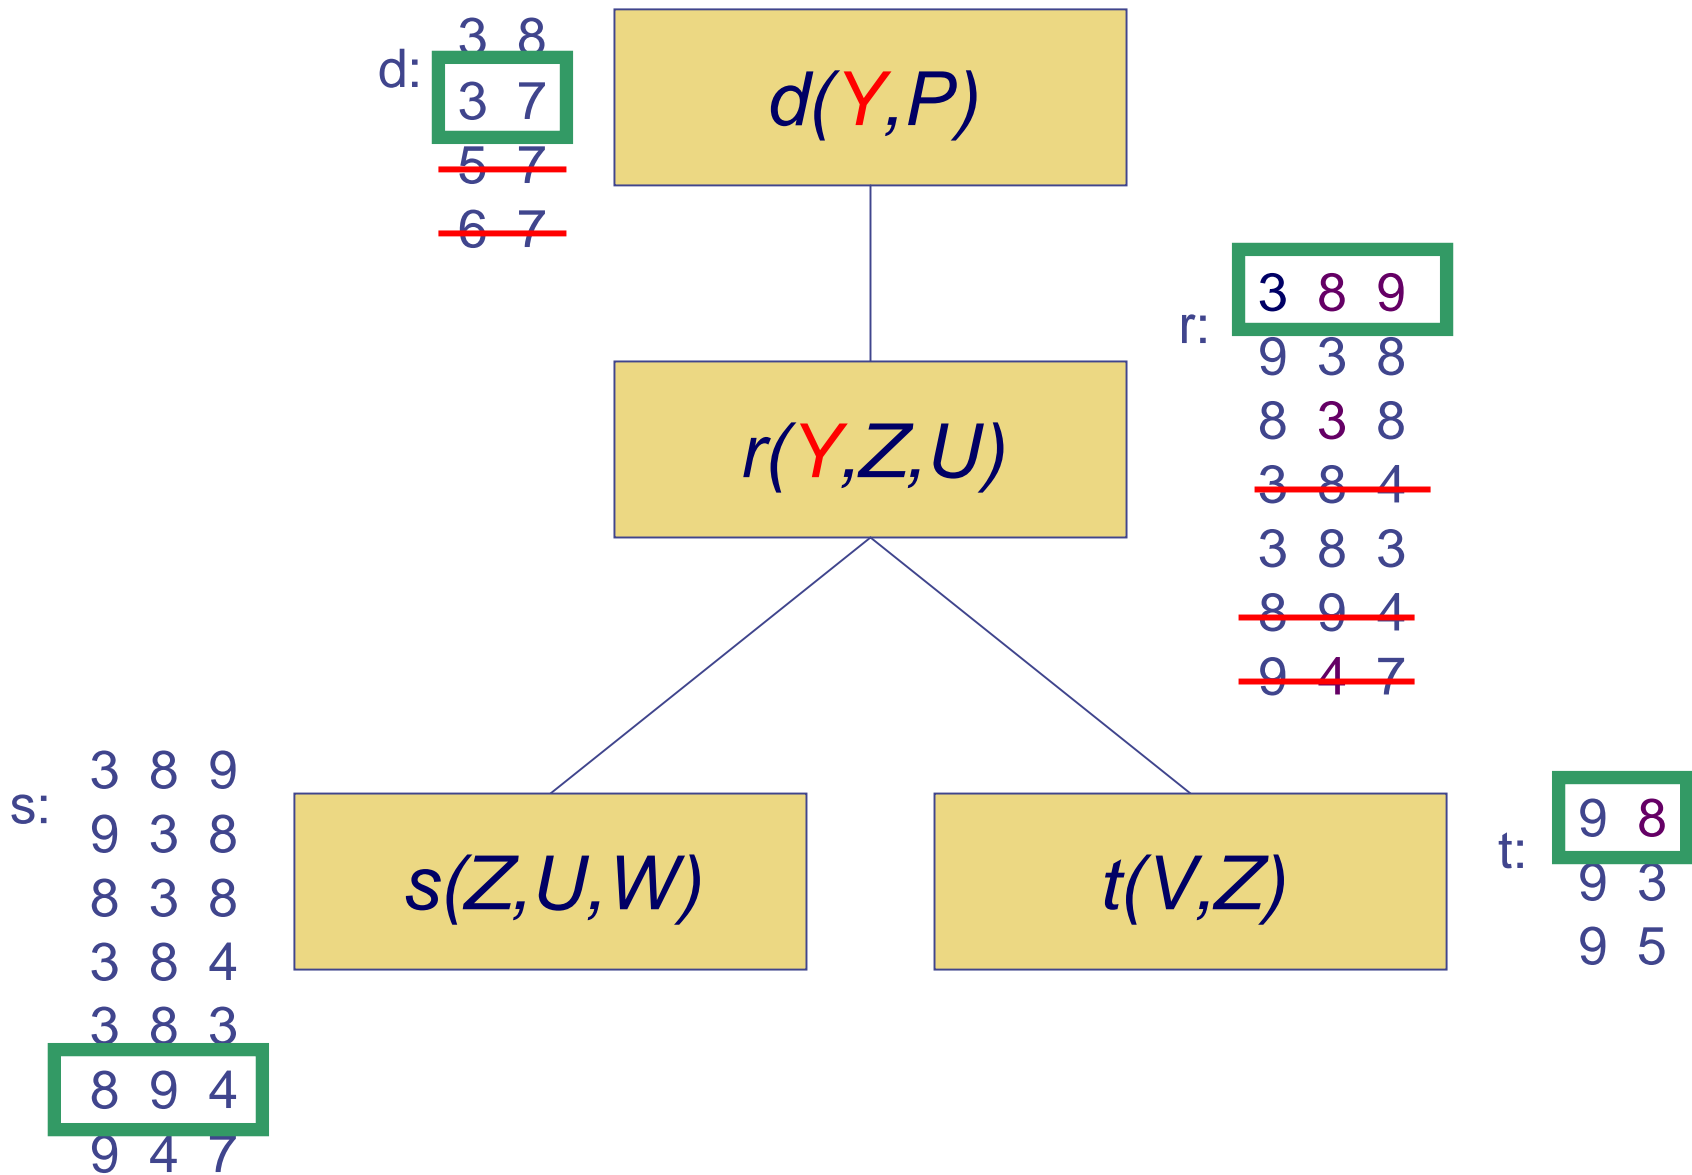 d:
3 8
3 7
5 7
6 7
d(Y,P)
r:
3 8 9
9 3 8
8 3 8
3 8 4
3 8 3
8 9 4
9 4 7
r(Y,Z,U)
s:
3 8 9
9 3 8
8 3 8
3 8 4
3 8 3
8 9 4
9 4 7
s(Z,U,W)
t(V,Z)
t:
9 8
9 3
9 5